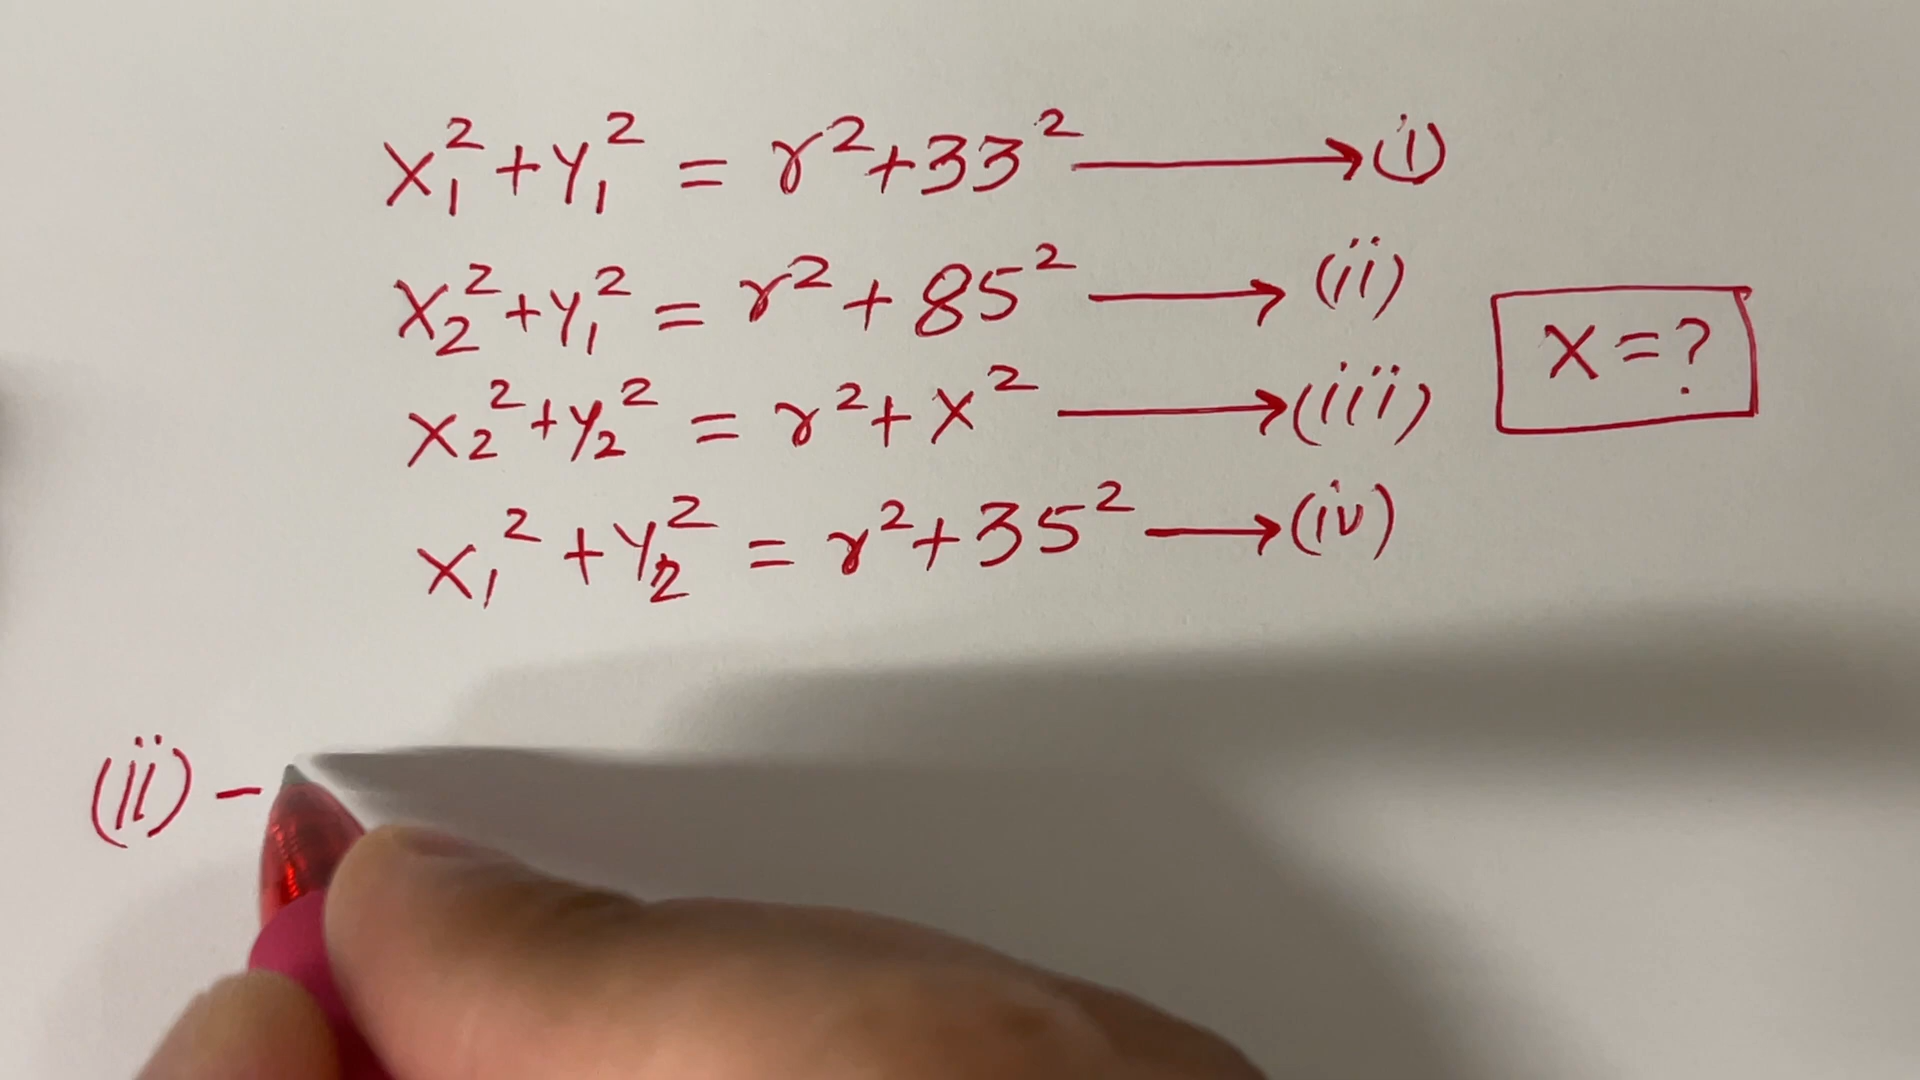 x₁² + y₁² = r² + 33² ⟶ (i)
x₂² + y₁² = r² + 85² ⟶ (ii)
x₂² + y₂² = r² + x² ⟶ (iii)
x = ?
x₁² + y₂² = r² + 35² ⟶ (iv)
(ii) −